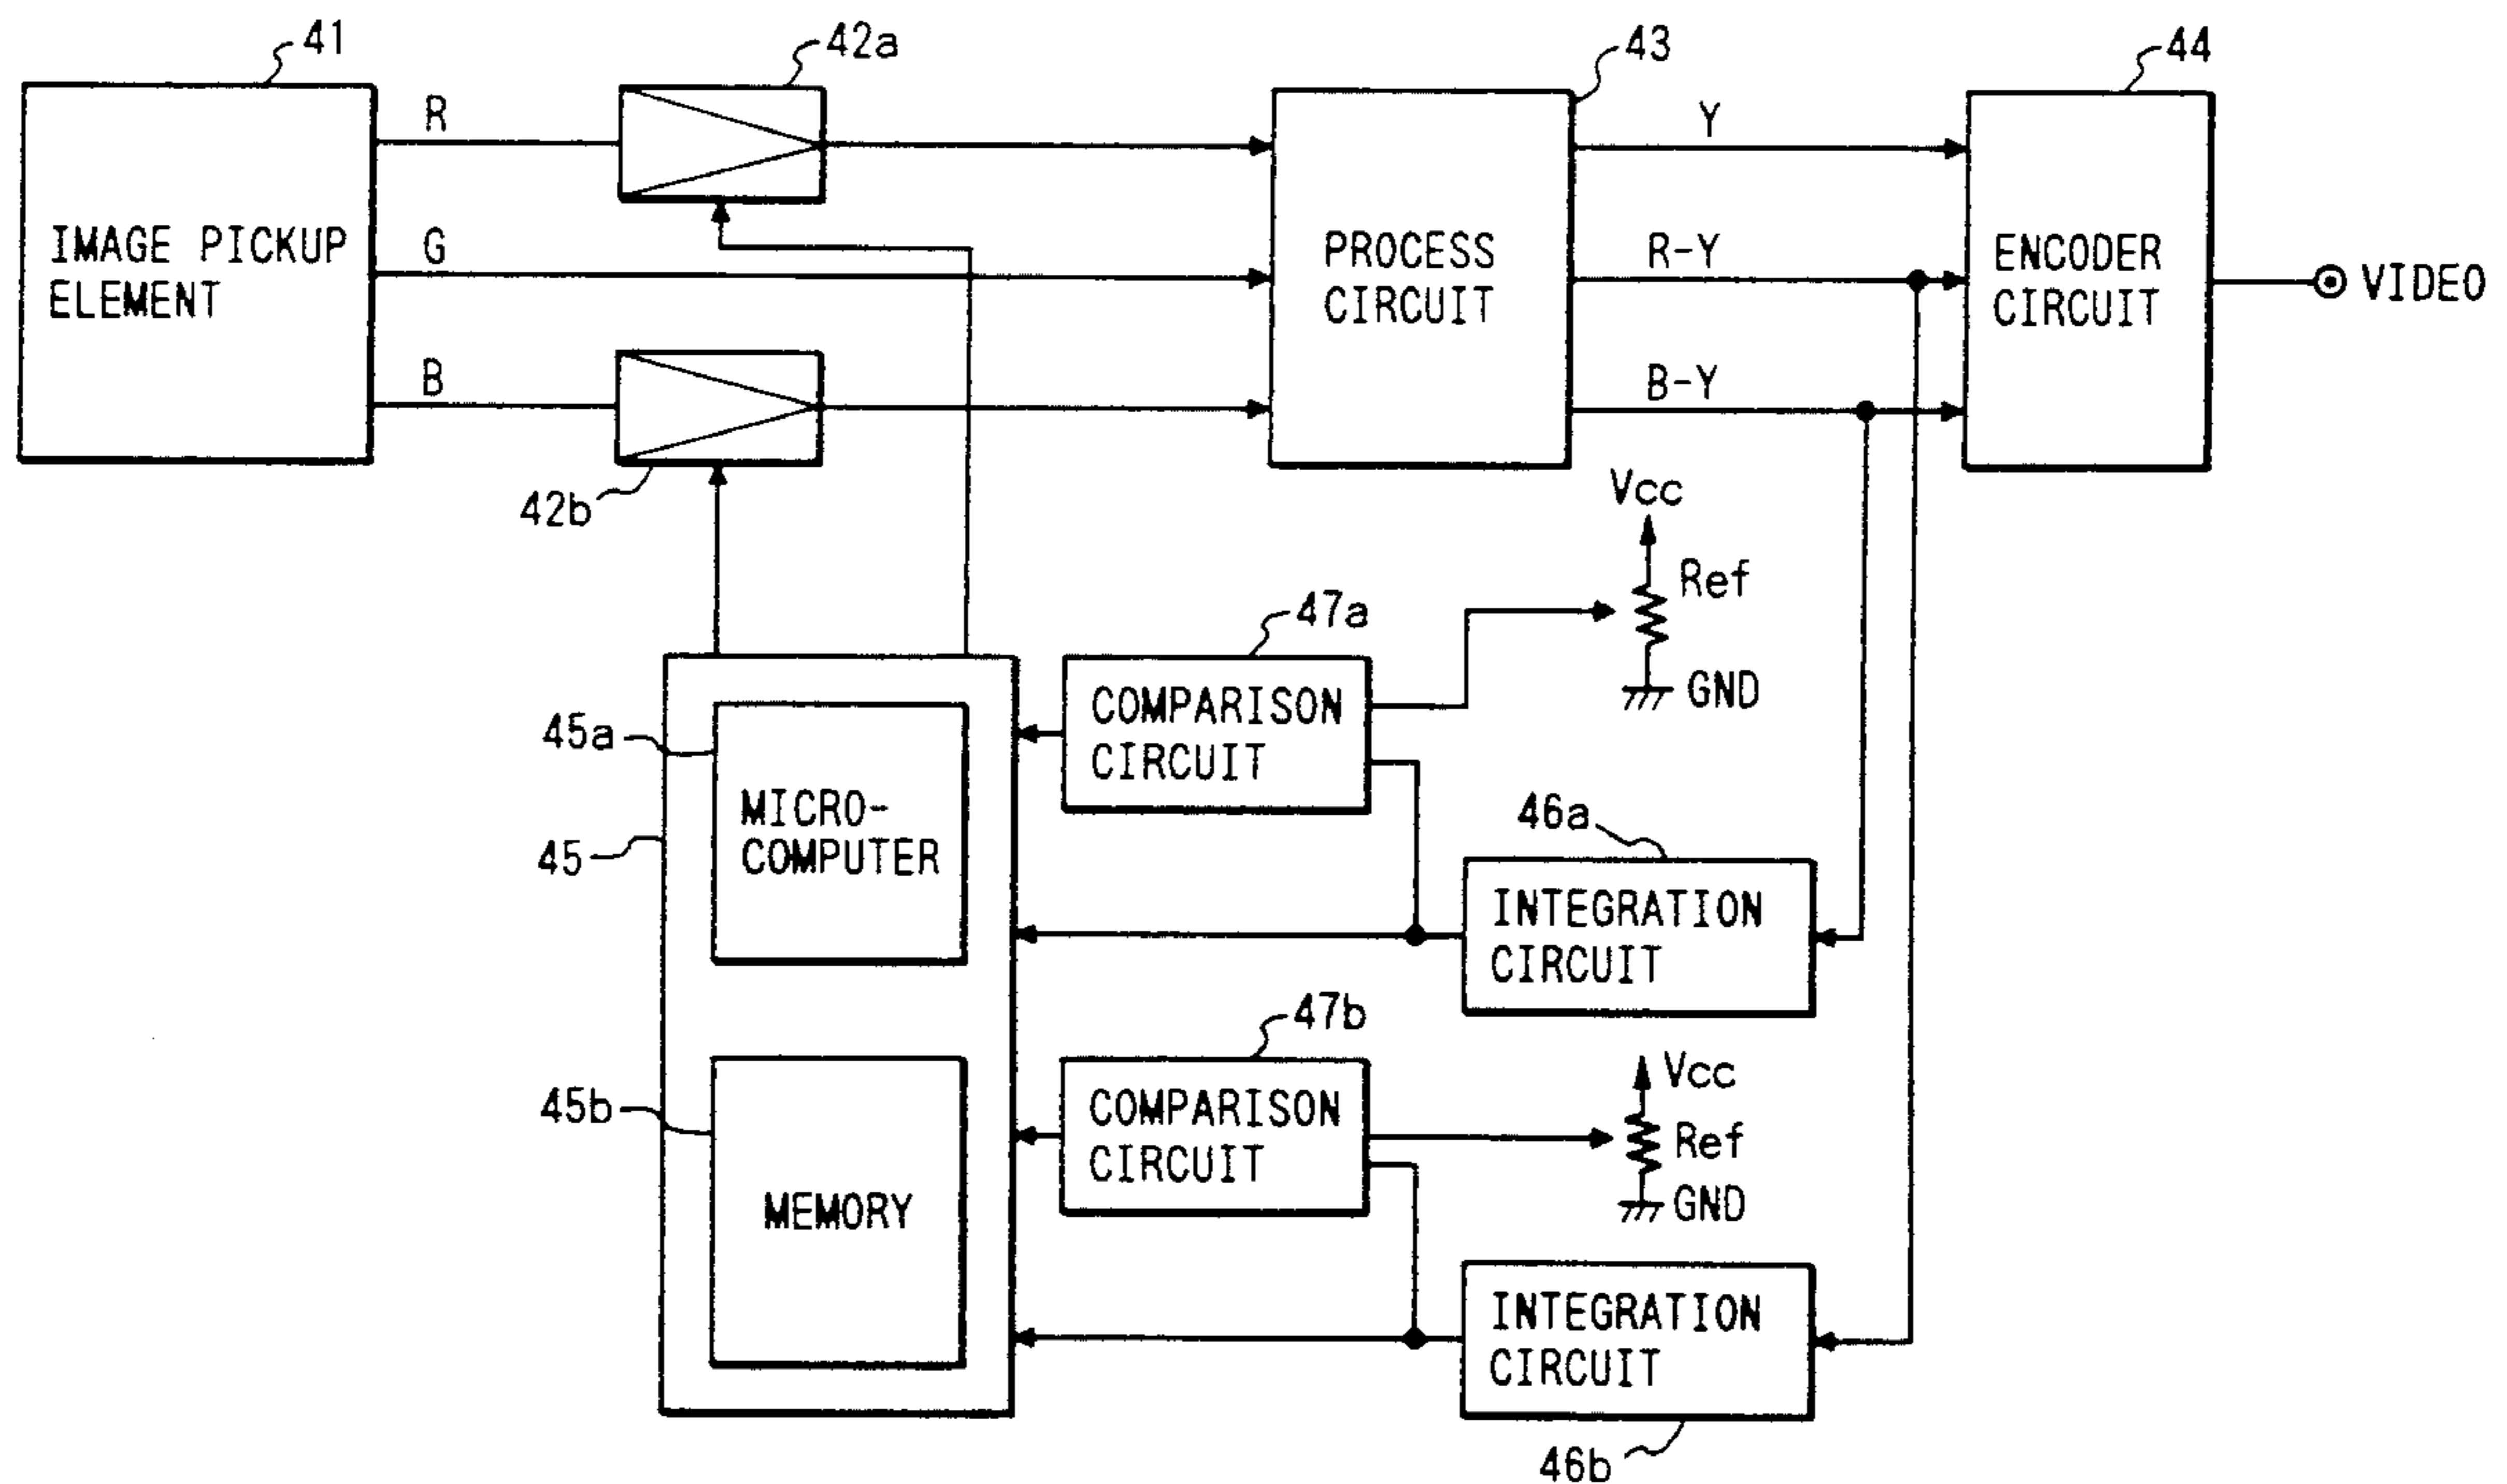 41
42a
43
44
R
Y
IMAGE PICKUP
ELEMENT
G
PROCESS
CIRCUIT
R-Y
ENCODER
CIRCUIT
VIDEO
B
B-Y
42b
Vcc
Ref
GND
47a
COMPARISON
CIRCUIT
45a
MICRO-
COMPUTER
45
46a
INTEGRATION
CIRCUIT
47b
COMPARISON
CIRCUIT
Vcc
Ref
GND
45b
MEMORY
INTEGRATION
CIRCUIT
46b